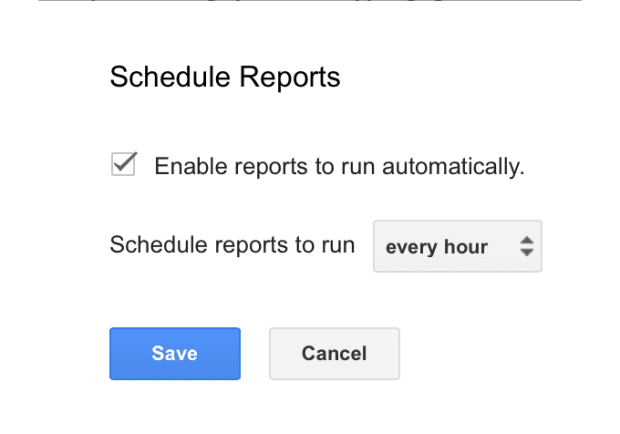 Schedule Reports
Enable reports to run automatically.
Schedule reports to run every hour
Save Cancel